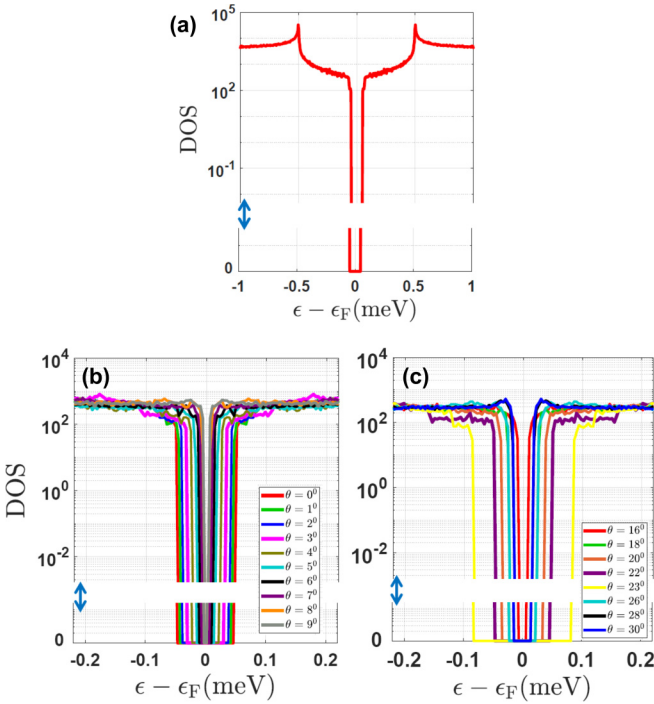 (a)
DOS
10^5
10^2
10^-1
0
-1 -0.5 0 0.5 1
ϵ − ϵ_F(meV)
(b)
DOS
10^4
10^2
10^0
10^-2
0
θ = 0^0
θ = 1^0
θ = 2^0
θ = 3^0
θ = 4^0
θ = 5^0
θ = 6^0
θ = 7^0
θ = 8^0
θ = 9^0
-0.2 -0.1 0 0.1 0.2
ϵ − ϵ_F(meV)
(c)
10^4
10^2
10^0
10^-2
0
θ = 16^0
θ = 18^0
θ = 20^0
θ = 22^0
θ = 23^0
θ = 26^0
θ = 28^0
θ = 30^0
-0.2 -0.1 0 0.1 0.2
ϵ − ϵ_F(meV)